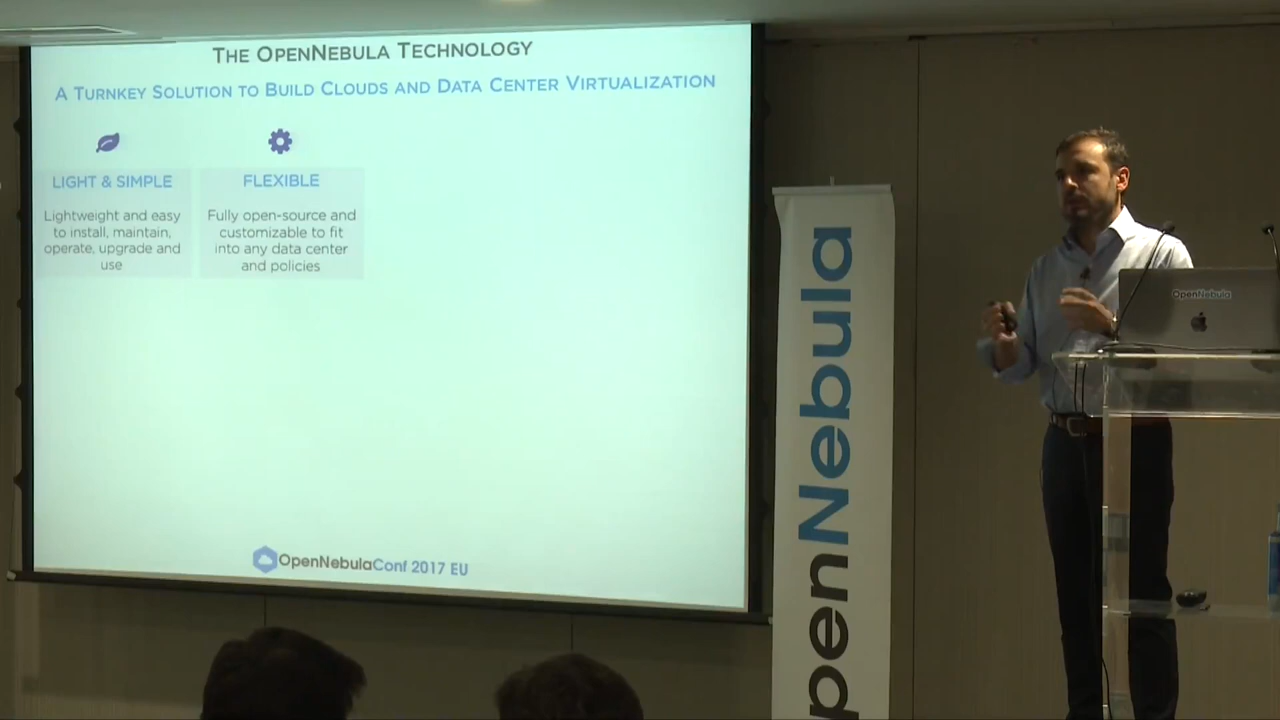 THE OPENNEBULA TECHNOLOGY
A TURNKEY SOLUTION TO BUILD CLOUDS AND DATA CENTER VIRTUALIZATION
LIGHT & SIMPLE
Lightweight and easy
to install, maintain,
operate, upgrade and
use
FLEXIBLE
Fully open-source and
customizable to fit
into any data center
and policies
OpenNebulaConf 2017 EU
penNebula
OpenNebula